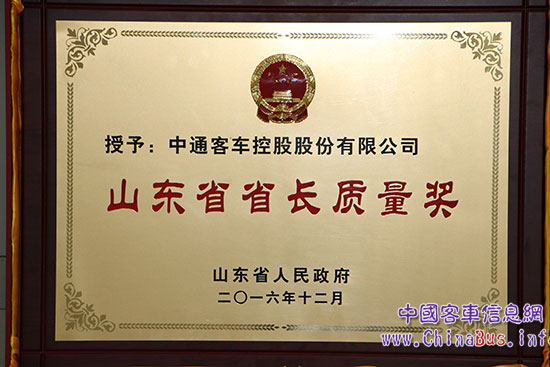 授予：中通客车控股股份有限公司
山东省省长质量奖
山东省人民政府
二〇一六年十二月
中國客車信息網
www.ChinaBus.info